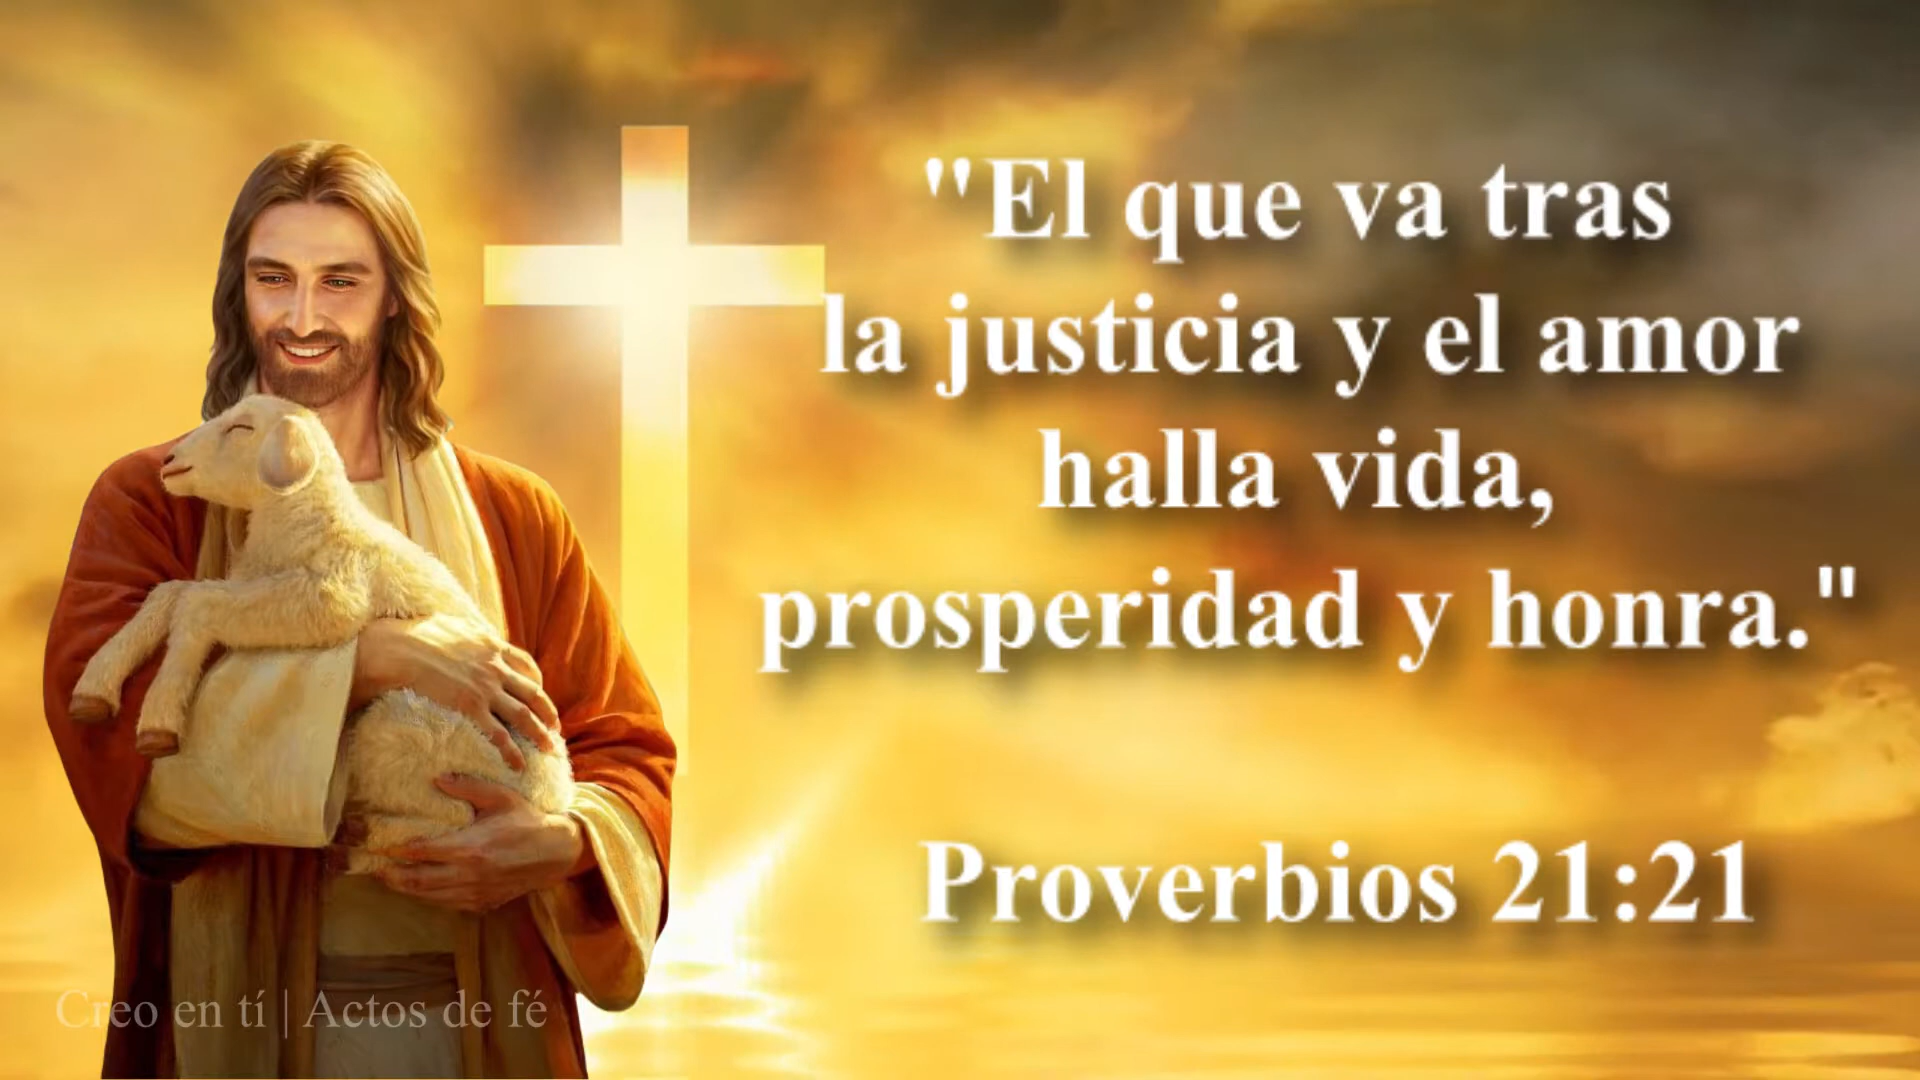 "El que va tras
la justicia y el amor
halla vida,
prosperidad y honra."
Proverbios 21:21
Creo en tí | Actos de fé